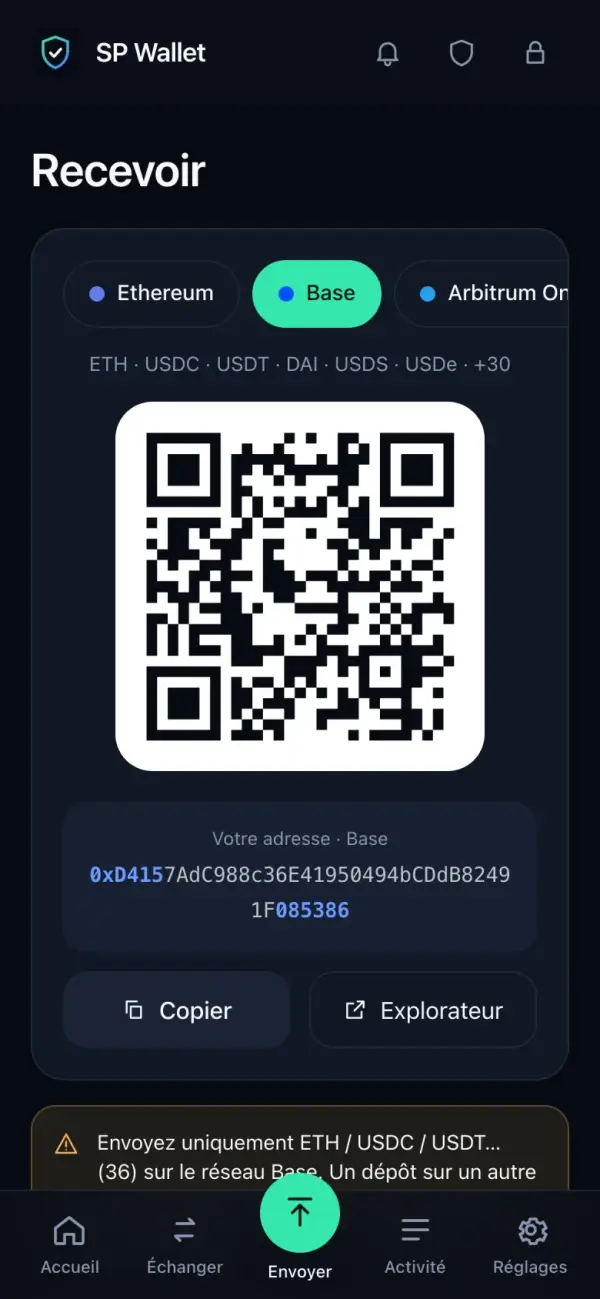 SP Wallet
Recevoir
Ethereum
Base
Arbitrum On
ETH · USDC · USDT · DAI · USDS · USDe · +30
Votre adresse · Base
0xD4157AdC988c36E41950494bCDdB8249
1F085386
Copier
Explorateur
Envoyez uniquement ETH / USDC / USDT...
(36) sur le réseau Base. Un dépôt sur un autre
Accueil
Échanger
Envoyer
Activité
Réglages